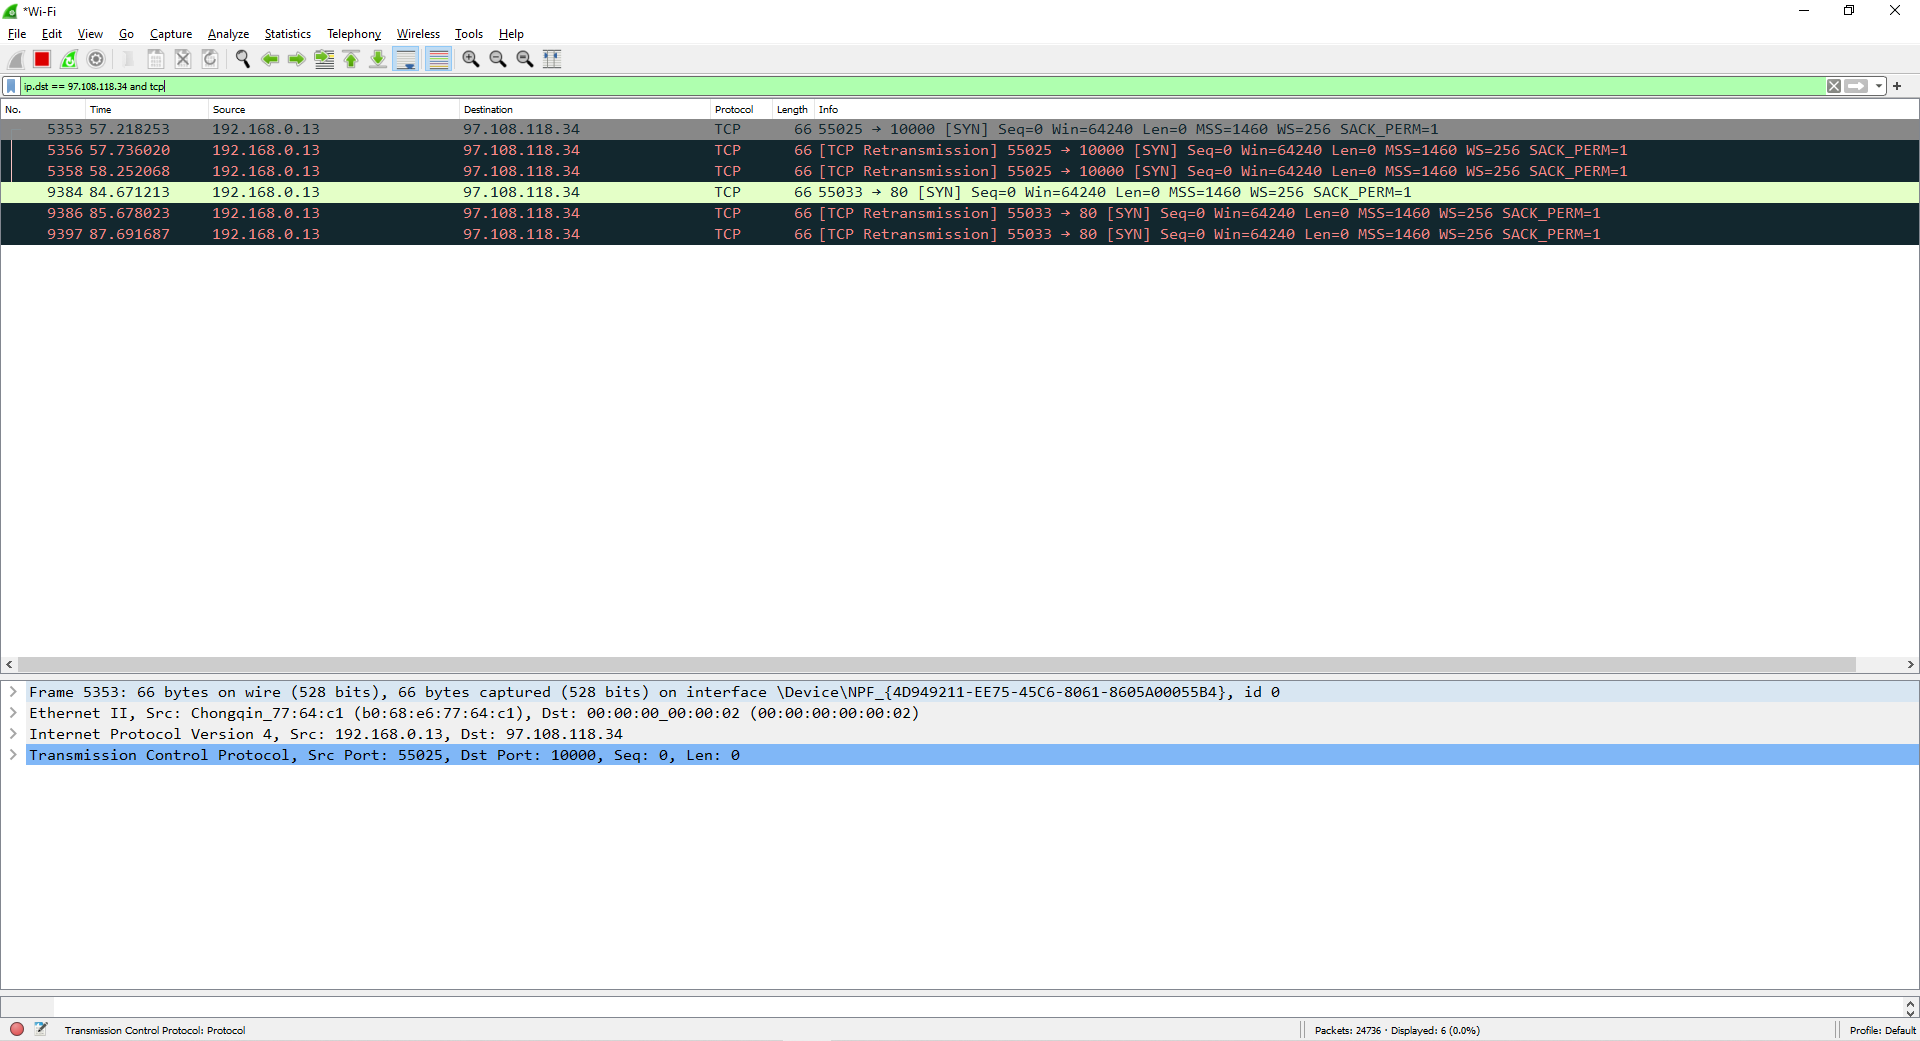 *Wi-Fi
File Edit View Go Capture Analyze Statistics Telephony Wireless Tools Help
ip.dst == 97.108.118.34 and tcp
No. Time Source Destination Protocol Length Info
5353 57.218253 192.168.0.13 97.108.118.34 TCP 66 55025 → 10000 [SYN] Seq=0 Win=64240 Len=0 MSS=1460 WS=256 SACK_PERM=1
5356 57.736020 192.168.0.13 97.108.118.34 TCP 66 [TCP Retransmission] 55025 → 10000 [SYN] Seq=0 Win=64240 Len=0 MSS=1460 WS=256 SACK_PERM=1
5358 58.252068 192.168.0.13 97.108.118.34 TCP 66 [TCP Retransmission] 55025 → 10000 [SYN] Seq=0 Win=64240 Len=0 MSS=1460 WS=256 SACK_PERM=1
9384 84.671213 192.168.0.13 97.108.118.34 TCP 66 55033 → 80 [SYN] Seq=0 Win=64240 Len=0 MSS=1460 WS=256 SACK_PERM=1
9386 85.678023 192.168.0.13 97.108.118.34 TCP 66 [TCP Retransmission] 55033 → 80 [SYN] Seq=0 Win=64240 Len=0 MSS=1460 WS=256 SACK_PERM=1
9397 87.691687 192.168.0.13 97.108.118.34 TCP 66 [TCP Retransmission] 55033 → 80 [SYN] Seq=0 Win=64240 Len=0 MSS=1460 WS=256 SACK_PERM=1
Frame 5353: 66 bytes on wire (528 bits), 66 bytes captured (528 bits) on interface \Device\NPF_{4D949211-EE75-45C6-8061-8605A00055B4}, id 0
Ethernet II, Src: Chongqin_77:64:c1 (b0:68:e6:77:64:c1), Dst: 00:00:00_00:00:02 (00:00:00:00:00:02)
Internet Protocol Version 4, Src: 192.168.0.13, Dst: 97.108.118.34
Transmission Control Protocol, Src Port: 55025, Dst Port: 10000, Seq: 0, Len: 0
Transmission Control Protocol: Protocol Packets: 24736 · Displayed: 6 (0.0%) Profile: Default